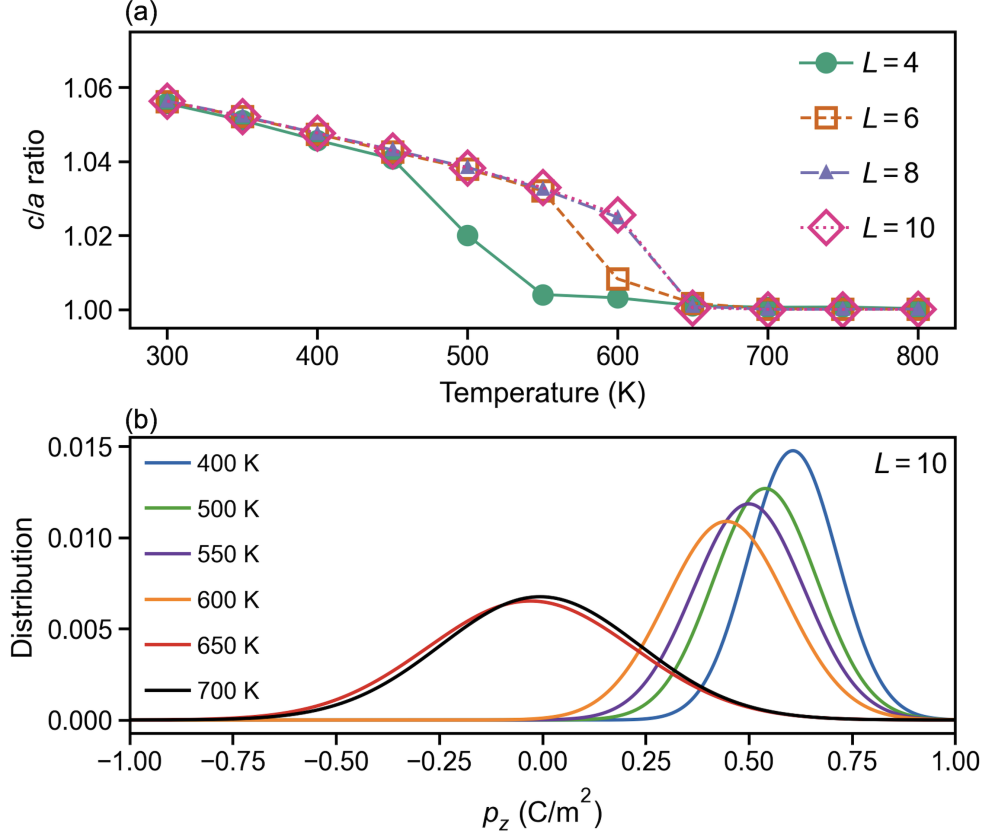 (a)
c/a ratio
1.06
1.04
1.02
1.00
L = 4
L = 6
L = 8
L = 10
300 400 500 600 700 800
Temperature (K)
(b)
Distribution
0.015
0.010
0.005
0.000
400 K
500 K
550 K
600 K
650 K
700 K
L = 10
−1.00 −0.75 −0.50 −0.25 0.00 0.25 0.50 0.75 1.00
p_z (C/m²)